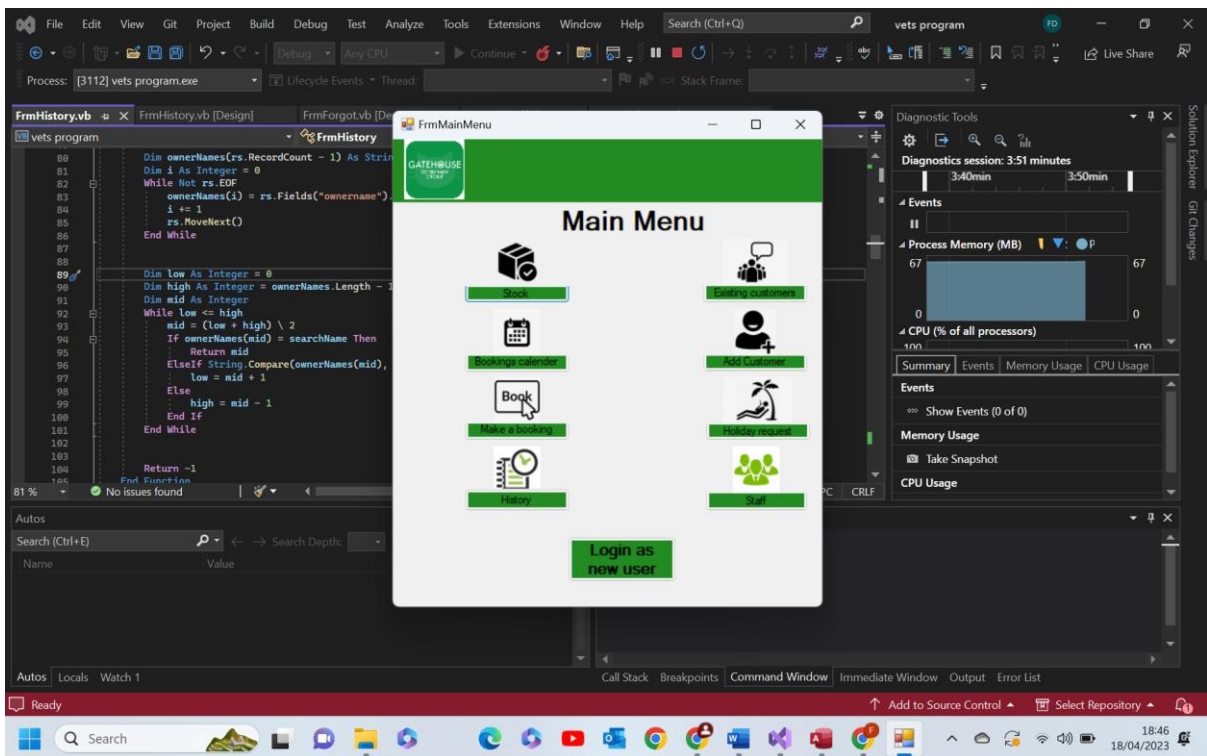 File Edit View Git Project Build Debug Test Analyze Tools Extensions Window Help Search (Ctrl+Q) vets program FD
Debug Any CPU Continue Live Share
Process: [3112] vets program.exe Lifecycle Events Thread: Stack Frame:
FrmHistory.vb FrmHistory.vb [Design] FrmForgot.vb [De
vets program FrmHistory
80 Dim ownerNames(rs.RecordCount - 1) As Strin
81 Dim i As Integer = 0
82 While Not rs.EOF
83 ownerNames(i) = rs.Fields("ownername").
84 i += 1
85 rs.MoveNext()
86 End While
87
88
89 Dim low As Integer = 0
90 Dim high As Integer = ownerNames.Length - 1
91 Dim mid As Integer
92 While low <= high
93 mid = (low + high) \ 2
94 If ownerNames(mid) = searchName Then
95 Return mid
96 ElseIf String.Compare(ownerNames(mid),
97 low = mid + 1
98 Else
99 high = mid - 1
100 End If
101 End While
102
103
104 Return -1
105 End Function
81 % No issues found
PC CRLF
FrmMainMenu
GATEHOUSE
Main Menu
Stock Existing customers
Bookings calender Add Customer
Book
Make a booking Holiday request
History Staff
Login as
new user
Diagnostic Tools
Diagnostics session: 3:51 minutes
3:40min 3:50min
Events
Process Memory (MB) P
67 67
0 0
CPU (% of all processors)
100 100
Summary Events Memory Usage CPU Usage
Events
Show Events (0 of 0)
Memory Usage
Take Snapshot
CPU Usage
Solution Explorer
Git Changes
Autos
Search (Ctrl+E) Search Depth:
Name Value
Autos Locals Watch 1
Call Stack Breakpoints Command Window Immediate Window Output Error List
Ready Add to Source Control Select Repository
Search
18:46
18/04/2023